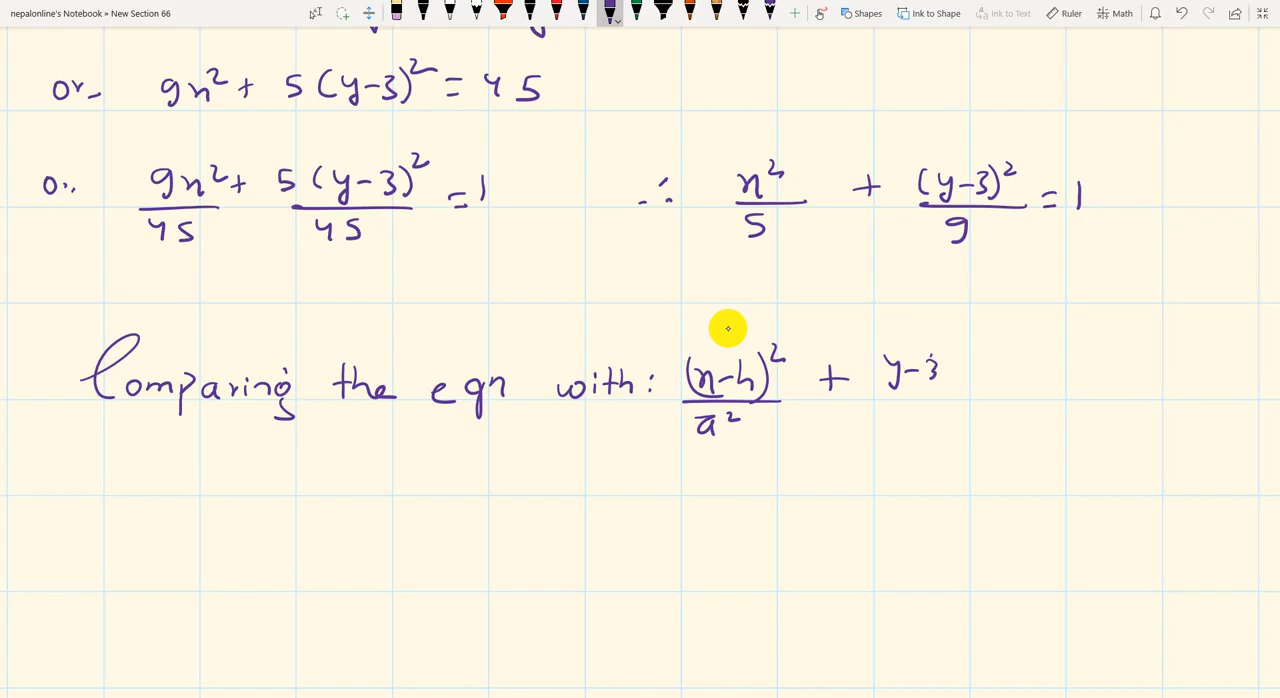 nepalonline's Notebook » New Section 66
Shapes Ink to Shape Ink to Text Ruler Math
or- 9x² + 5(y-3)² = 45
or, 9x²/45 + 5(y-3)²/45 = 1 ∴ x²/5 + (y-3)²/9 = 1
Comparing the eqn with: (x-h)²/a² + y-3